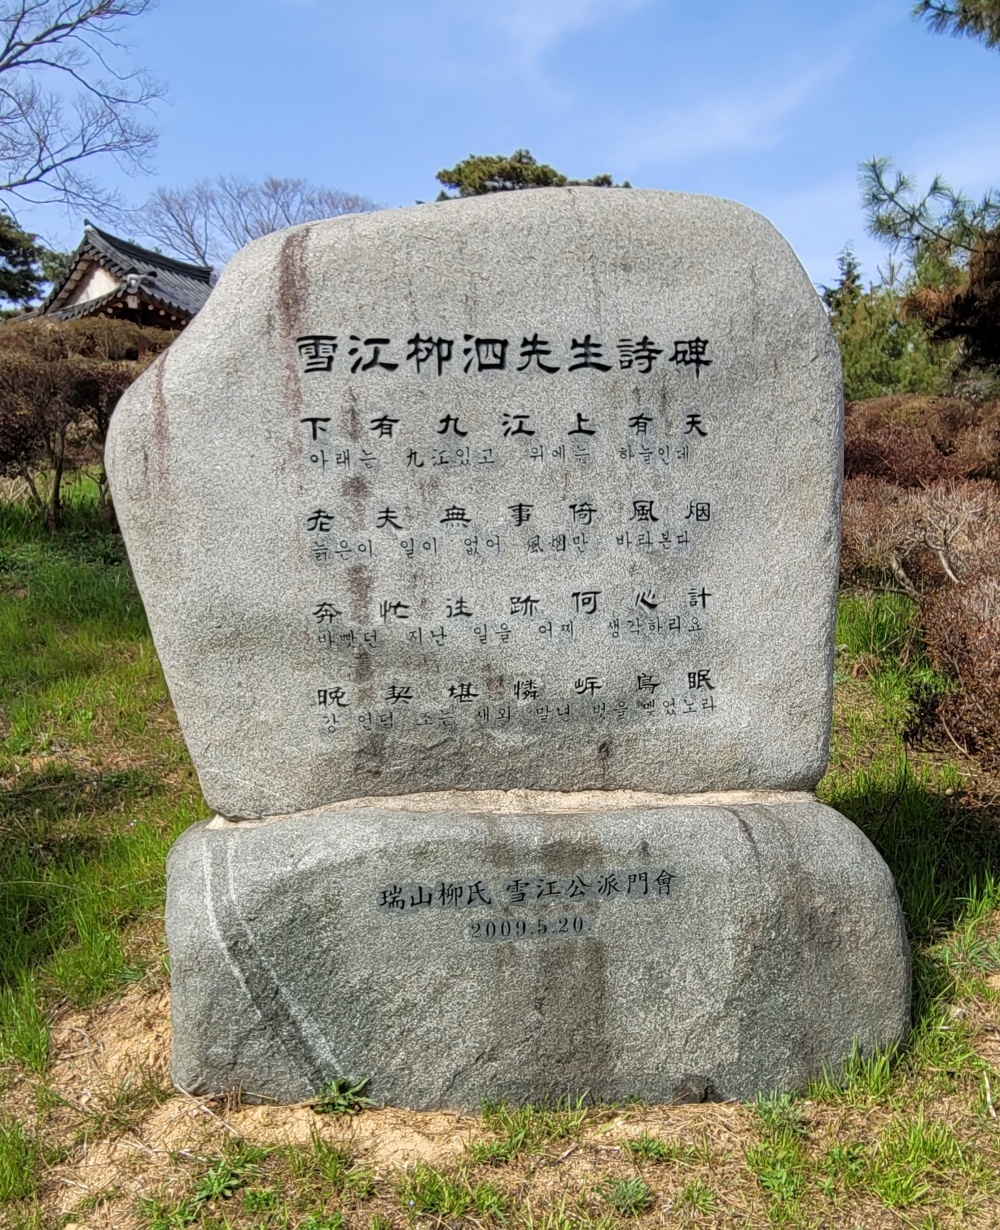 雪江柳泗先生詩碑
下有九江上有天
아래는 九江있고 위에는 하늘인데
老夫無事倚風烟
늙은이 일이 없어 風烟만 바라본다
奔忙往跡何心計
바빳던 지난 일을 어찌 생각하리요
晩契堪憐岸鳥眠
강 언덕 조는 새와 말년 벗을 맺었노라
瑞山柳氏 雪江公派門會
2009.5.20.